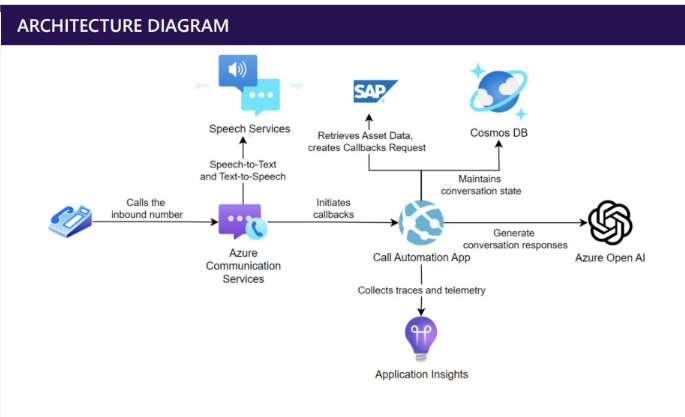 ARCHITECTURE DIAGRAM
SAP
Speech Services
Cosmos DB
Retrieves Asset Data,
creates Callbacks Request
Speech-to-Text
and Text-to-Speech
Maintains
conversation state
Calls the
inbound number
Initiates
callbacks
Generate
conversation responses
Azure
Communication
Services
Call Automation App
Azure Open AI
Collects traces and telemetry
Application Insights